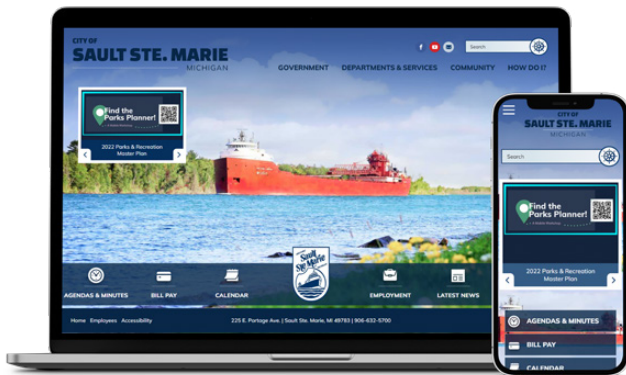 CITY OF
SAULT STE. MARIE
MICHIGAN
Search
GOVERNMENT DEPARTMENTS & SERVICES COMMUNITY HOW DO I?
Find the
Parks Planner!
2022 Parks & Recreation
Master Plan
Sault
Ste Marie
AGENDAS & MINUTES BILL PAY CALENDAR EMPLOYMENT LATEST NEWS
Home Employees Accessibility
225 E. Portage Ave. | Sault Ste. Marie, MI 49783 | 906-632-5700
CITY OF
SAULT STE. MARIE
MICHIGAN
Search
Find the
Parks Planner!
2022 Parks & Recreation
Master Plan
AGENDAS & MINUTES
BILL PAY
CALENDAR